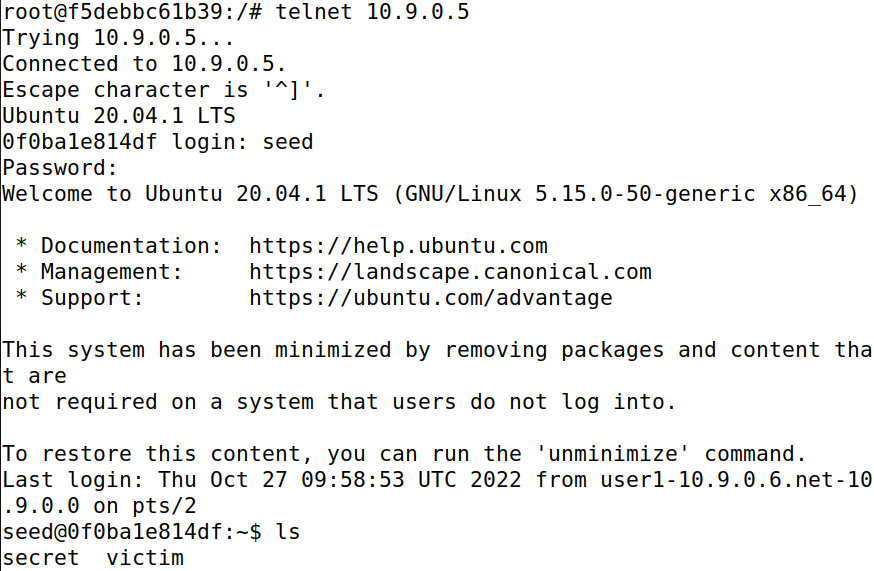 root@f5debbc61b39:/# telnet 10.9.0.5
Trying 10.9.0.5...
Connected to 10.9.0.5.
Escape character is '^]'.
Ubuntu 20.04.1 LTS
0f0ba1e814df login: seed
Password:
Welcome to Ubuntu 20.04.1 LTS (GNU/Linux 5.15.0-50-generic x86_64)
 * Documentation:  https://help.ubuntu.com
 * Management:     https://landscape.canonical.com
 * Support:        https://ubuntu.com/advantage
This system has been minimized by removing packages and content tha
t are
not required on a system that users do not log into.
To restore this content, you can run the 'unminimize' command.
Last login: Thu Oct 27 09:58:53 UTC 2022 from user1-10.9.0.6.net-10
.9.0.0 on pts/2
seed@0f0ba1e814df:~$ ls
secret  victim